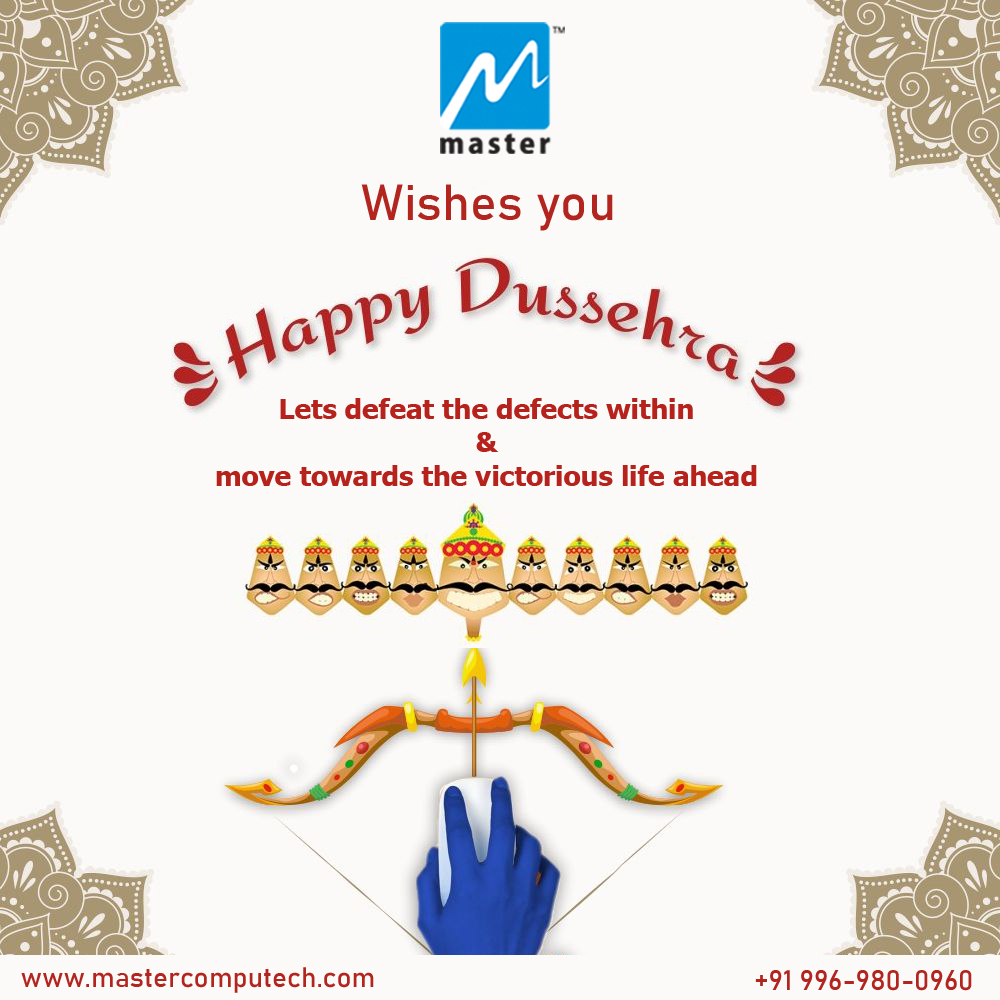 TM
master
Wishes you
Happy Dussehra
Lets defeat the defects within
&
move towards the victorious life ahead
www.mastercomputech.com
+91 996-980-0960